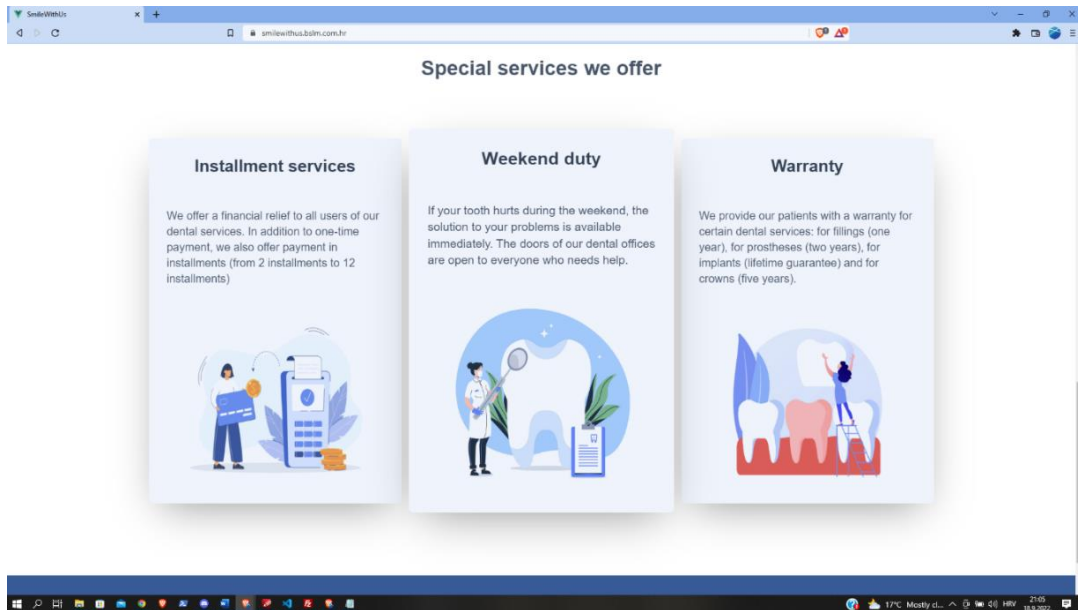 SmileWithUs
smilewithus.bslm.com.hr
Special services we offer
Installment services
We offer a financial relief to all users of our
dental services. In addition to one-time
payment, we also offer payment in
installments (from 2 installments to 12
installments)
Weekend duty
If your tooth hurts during the weekend, the
solution to your problems is available
immediately. The doors of our dental offices
are open to everyone who needs help.
Warranty
We provide our patients with a warranty for
certain dental services: for fillings (one
year), for prostheses (two years), for
implants (lifetime guarantee) and for
crowns (five years).
17°C Mostly cl...
HRV
21:05
18.9.2022.